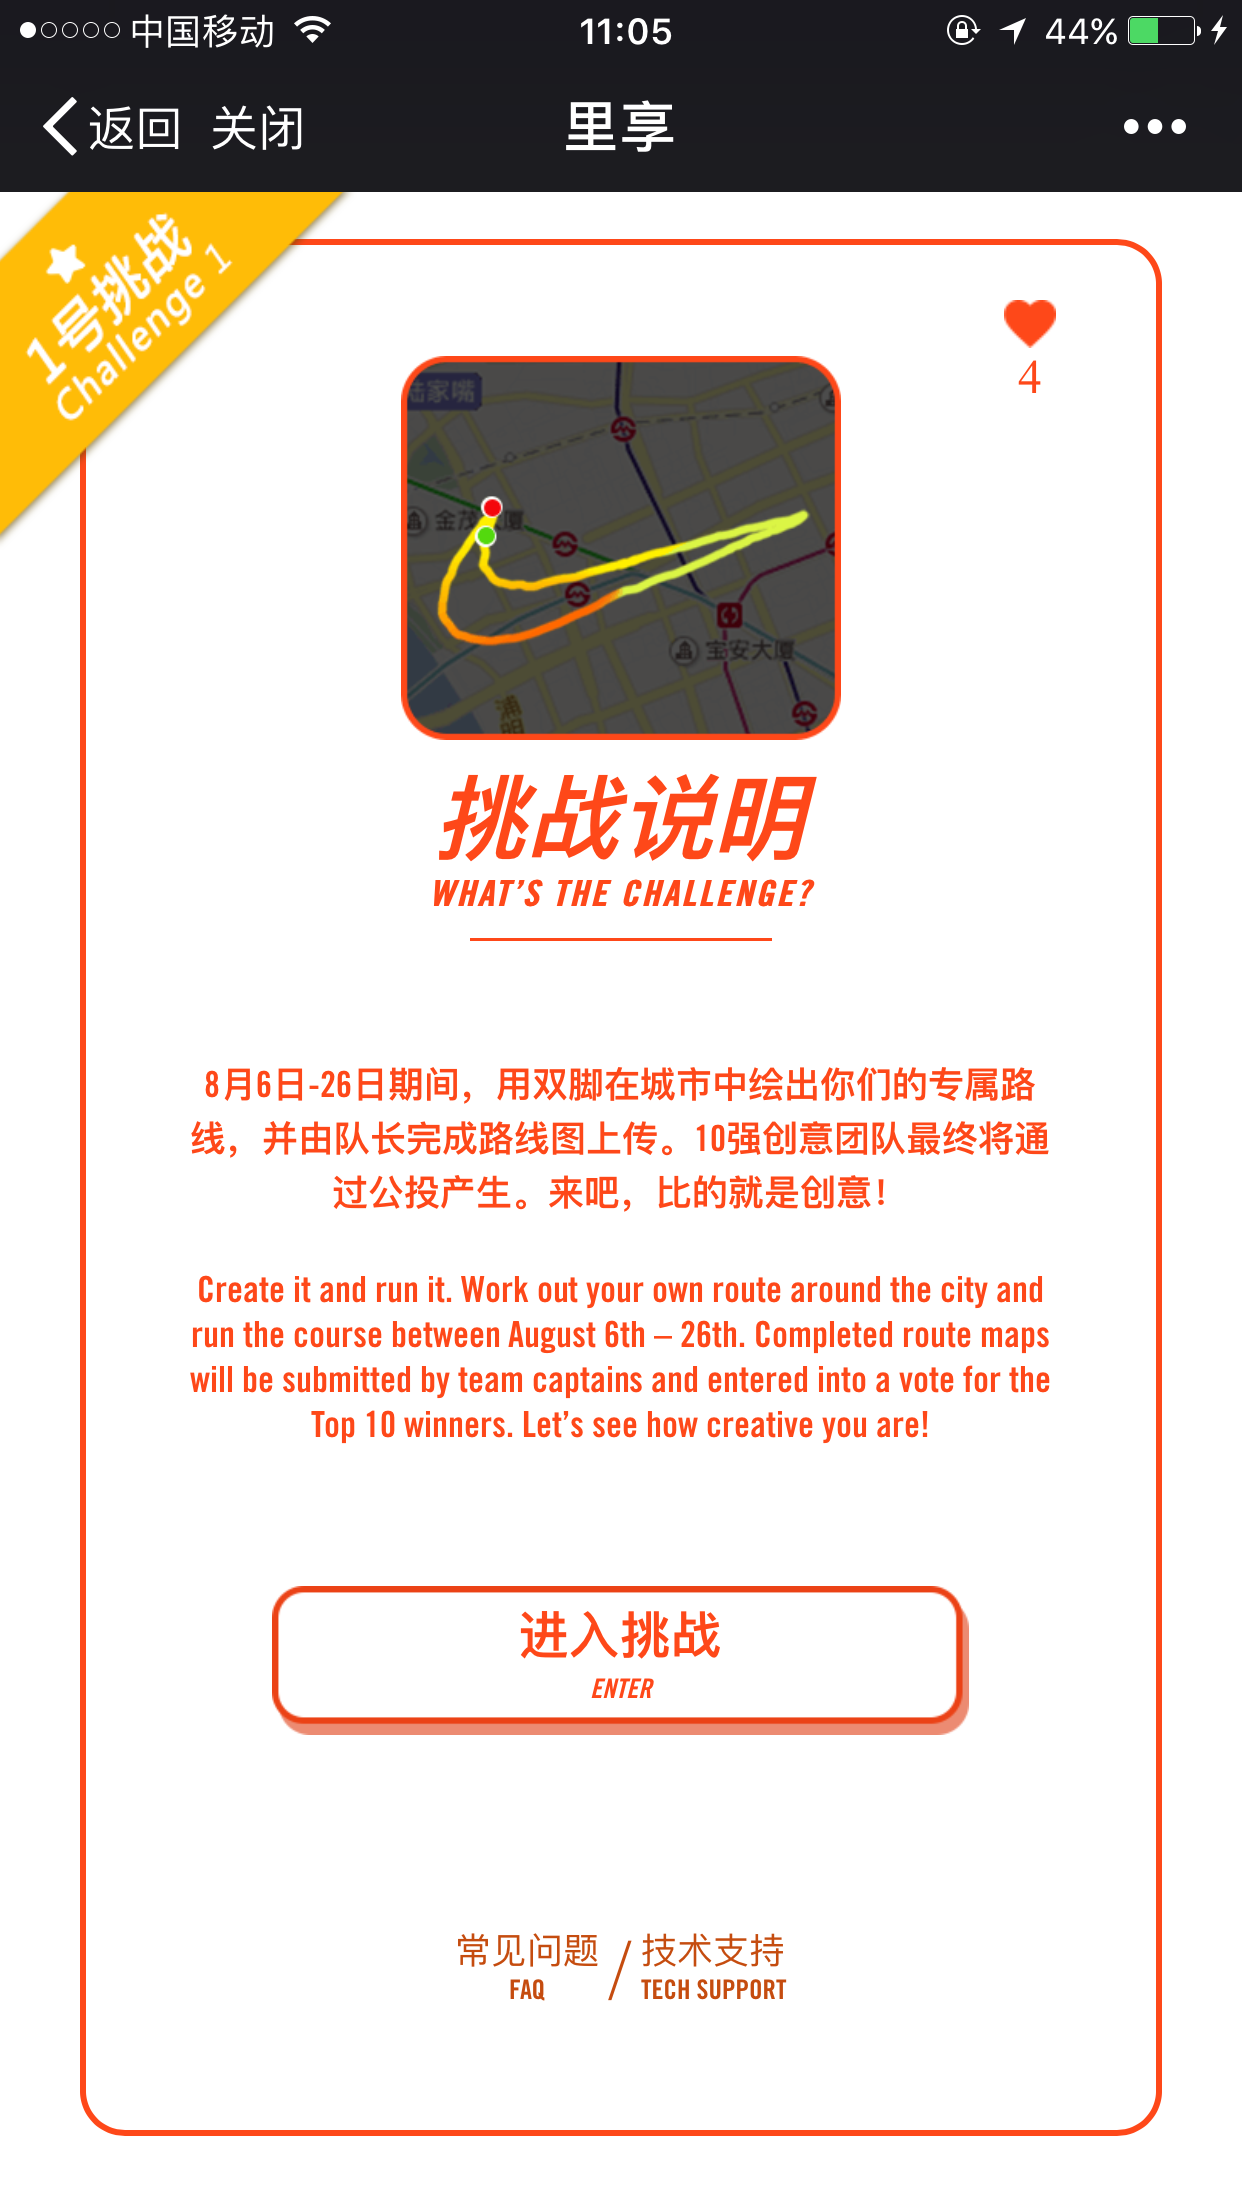 中国移动
11:05
44%
返回 关闭
里享
1号挑战
Challenge 1
4
陆家嘴
金茂大厦
宝安大厦
挑战说明
WHAT’S THE CHALLENGE?
8月6日-26日期间，用双脚在城市中绘出你们的专属路
线，并由队长完成路线图上传。10强创意团队最终将通
过公投产生。来吧，比的就是创意！
Create it and run it. Work out your own route around the city and
run the course between August 6th – 26th. Completed route maps
will be submitted by team captains and entered into a vote for the
Top 10 winners. Let’s see how creative you are!
进入挑战
ENTER
常见问题 / 技术支持
FAQ TECH SUPPORT